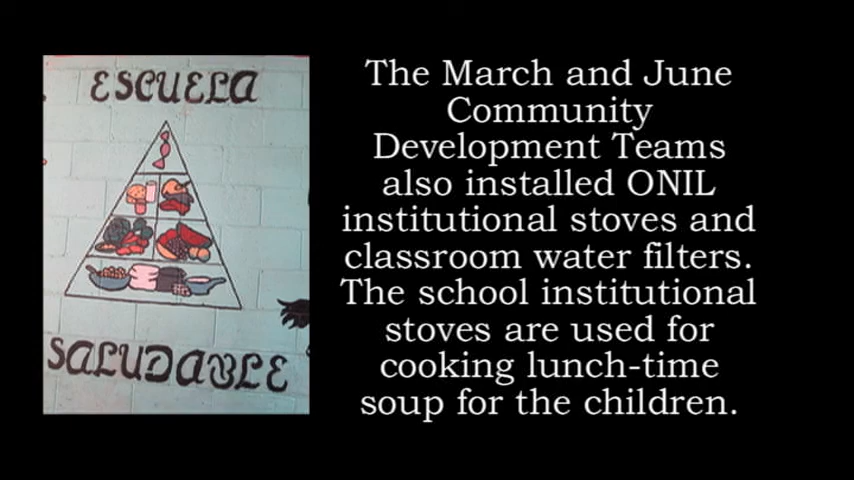 ESCUELA
SALUDABLE
The March and June
Community
Development Teams
also installed ONIL
institutional stoves and
classroom water filters.
The school institutional
stoves are used for
cooking lunch-time
soup for the children.